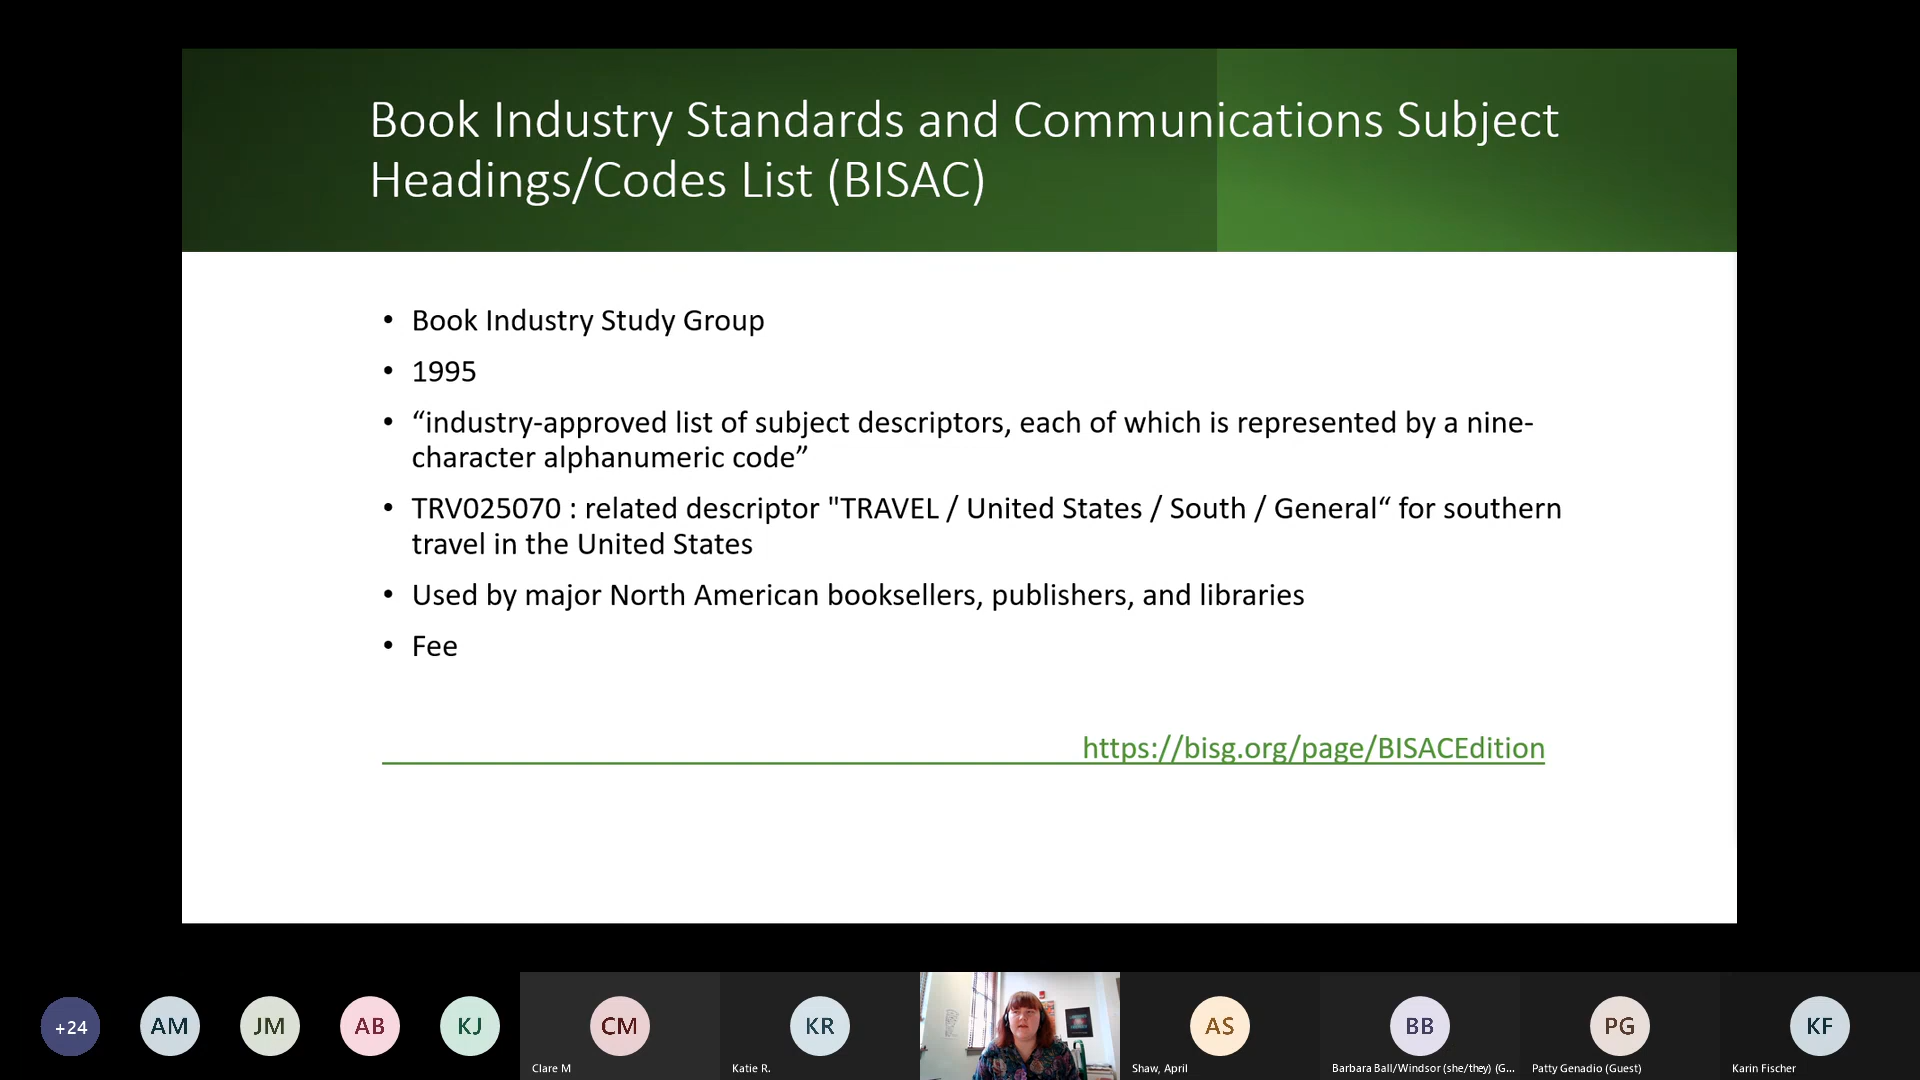 Book Industry Standards and Communications Subject
Headings/Codes List (BISAC)
• Book Industry Study Group
• 1995
• “industry-approved list of subject descriptors, each of which is represented by a nine-
character alphanumeric code”
• TRV025070 : related descriptor "TRAVEL / United States / South / General“ for southern
travel in the United States
• Used by major North American booksellers, publishers, and libraries
• Fee
https://bisg.org/page/BISACEdition
+24
AM
JM
AB
KJ
CM
KR
AS
BB
PG
KF
Clare M
Katie R.
Shaw, April
Barbara Ball/Windsor (she/they) (G...
Patty Genadio (Guest)
Karin Fischer